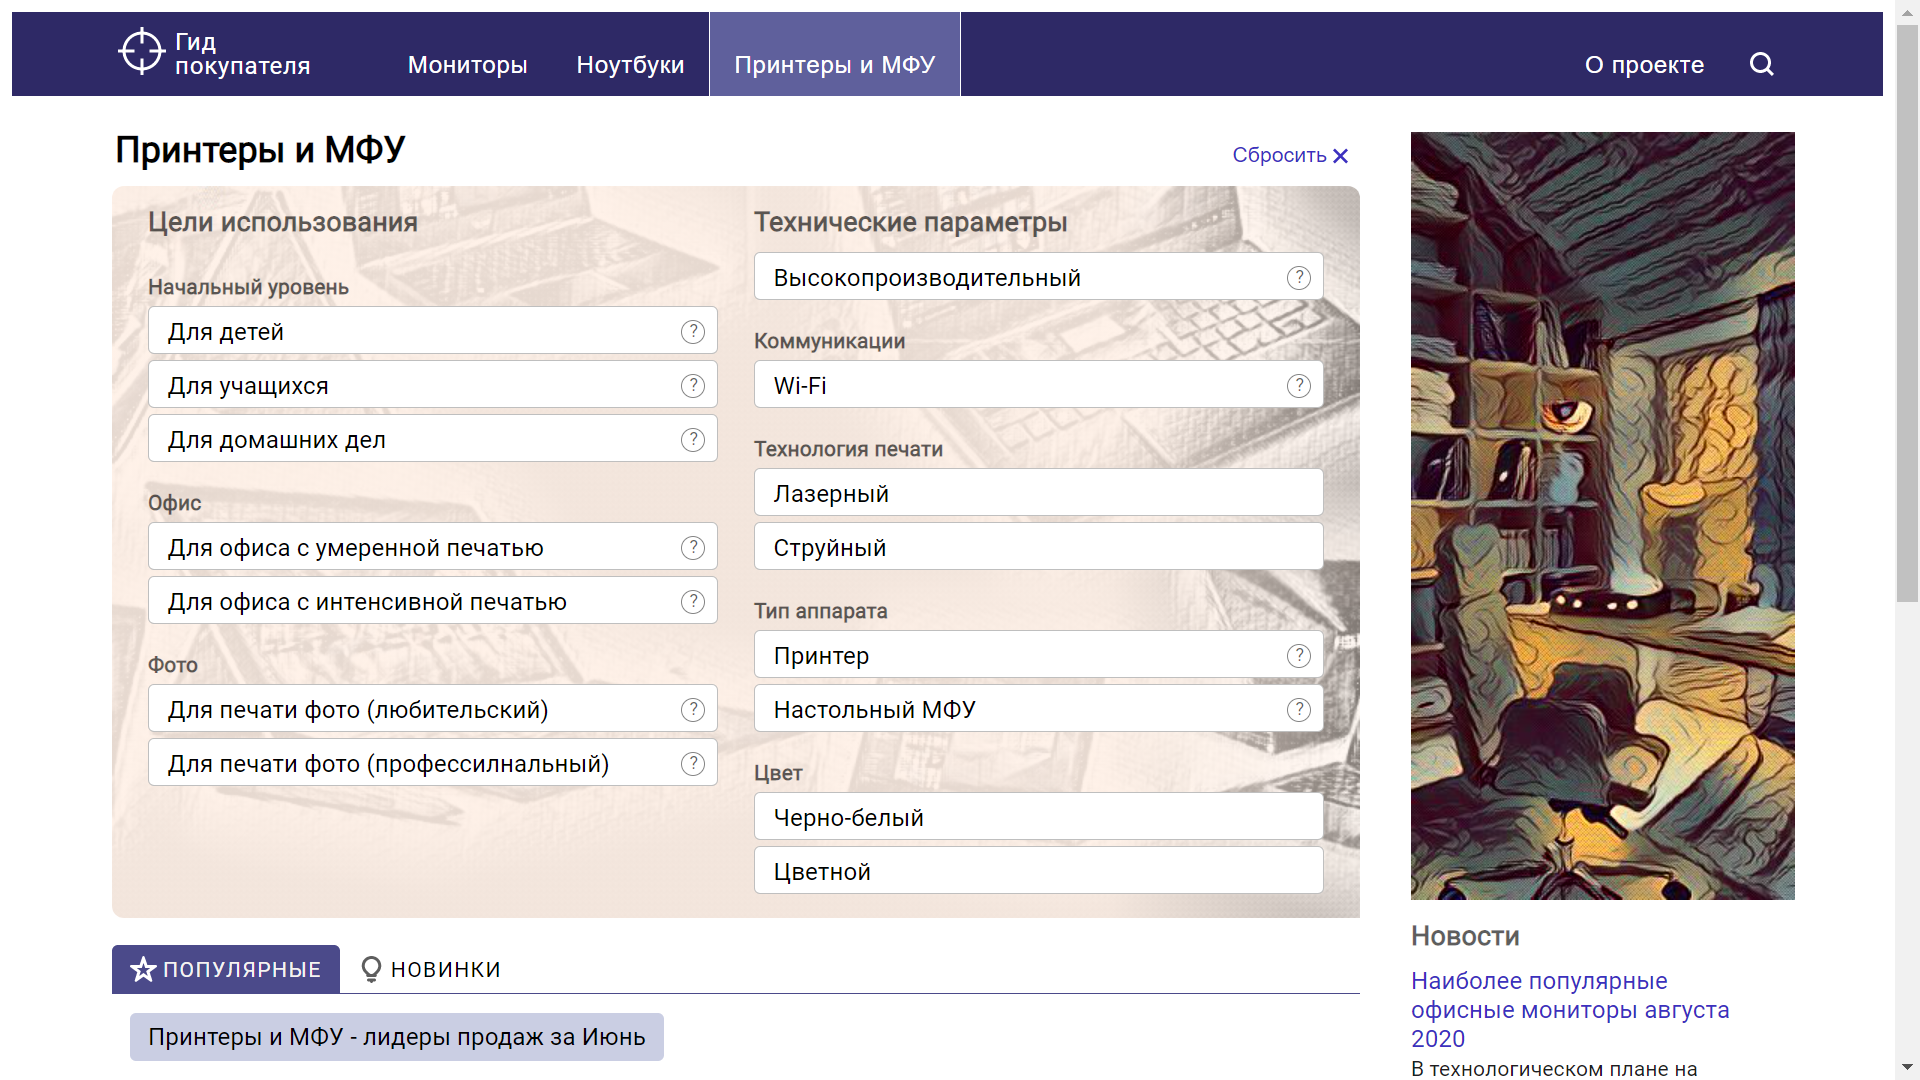 Гид
покупателя
Мониторы
Ноутбуки
Принтеры и МФУ
О проекте
Принтеры и МФУ
Сбросить
Цели использования
Начальный уровень
Для детей ?
Для учащихся ?
Для домашних дел ?
Офис
Для офиса с умеренной печатью ?
Для офиса с интенсивной печатью ?
Фото
Для печати фото (любительский) ?
Для печати фото (профессилнальный) ?
Технические параметры
Высокопроизводительный ?
Коммуникации
Wi-Fi ?
Технология печати
Лазерный
Струйный
Тип аппарата
Принтер ?
Настольный МФУ ?
Цвет
Черно-белый
Цветной
ПОПУЛЯРНЫЕ
НОВИНКИ
Принтеры и МФУ - лидеры продаж за Июнь
Новости
Наиболее популярные
офисные мониторы августа
2020
В технологическом плане на